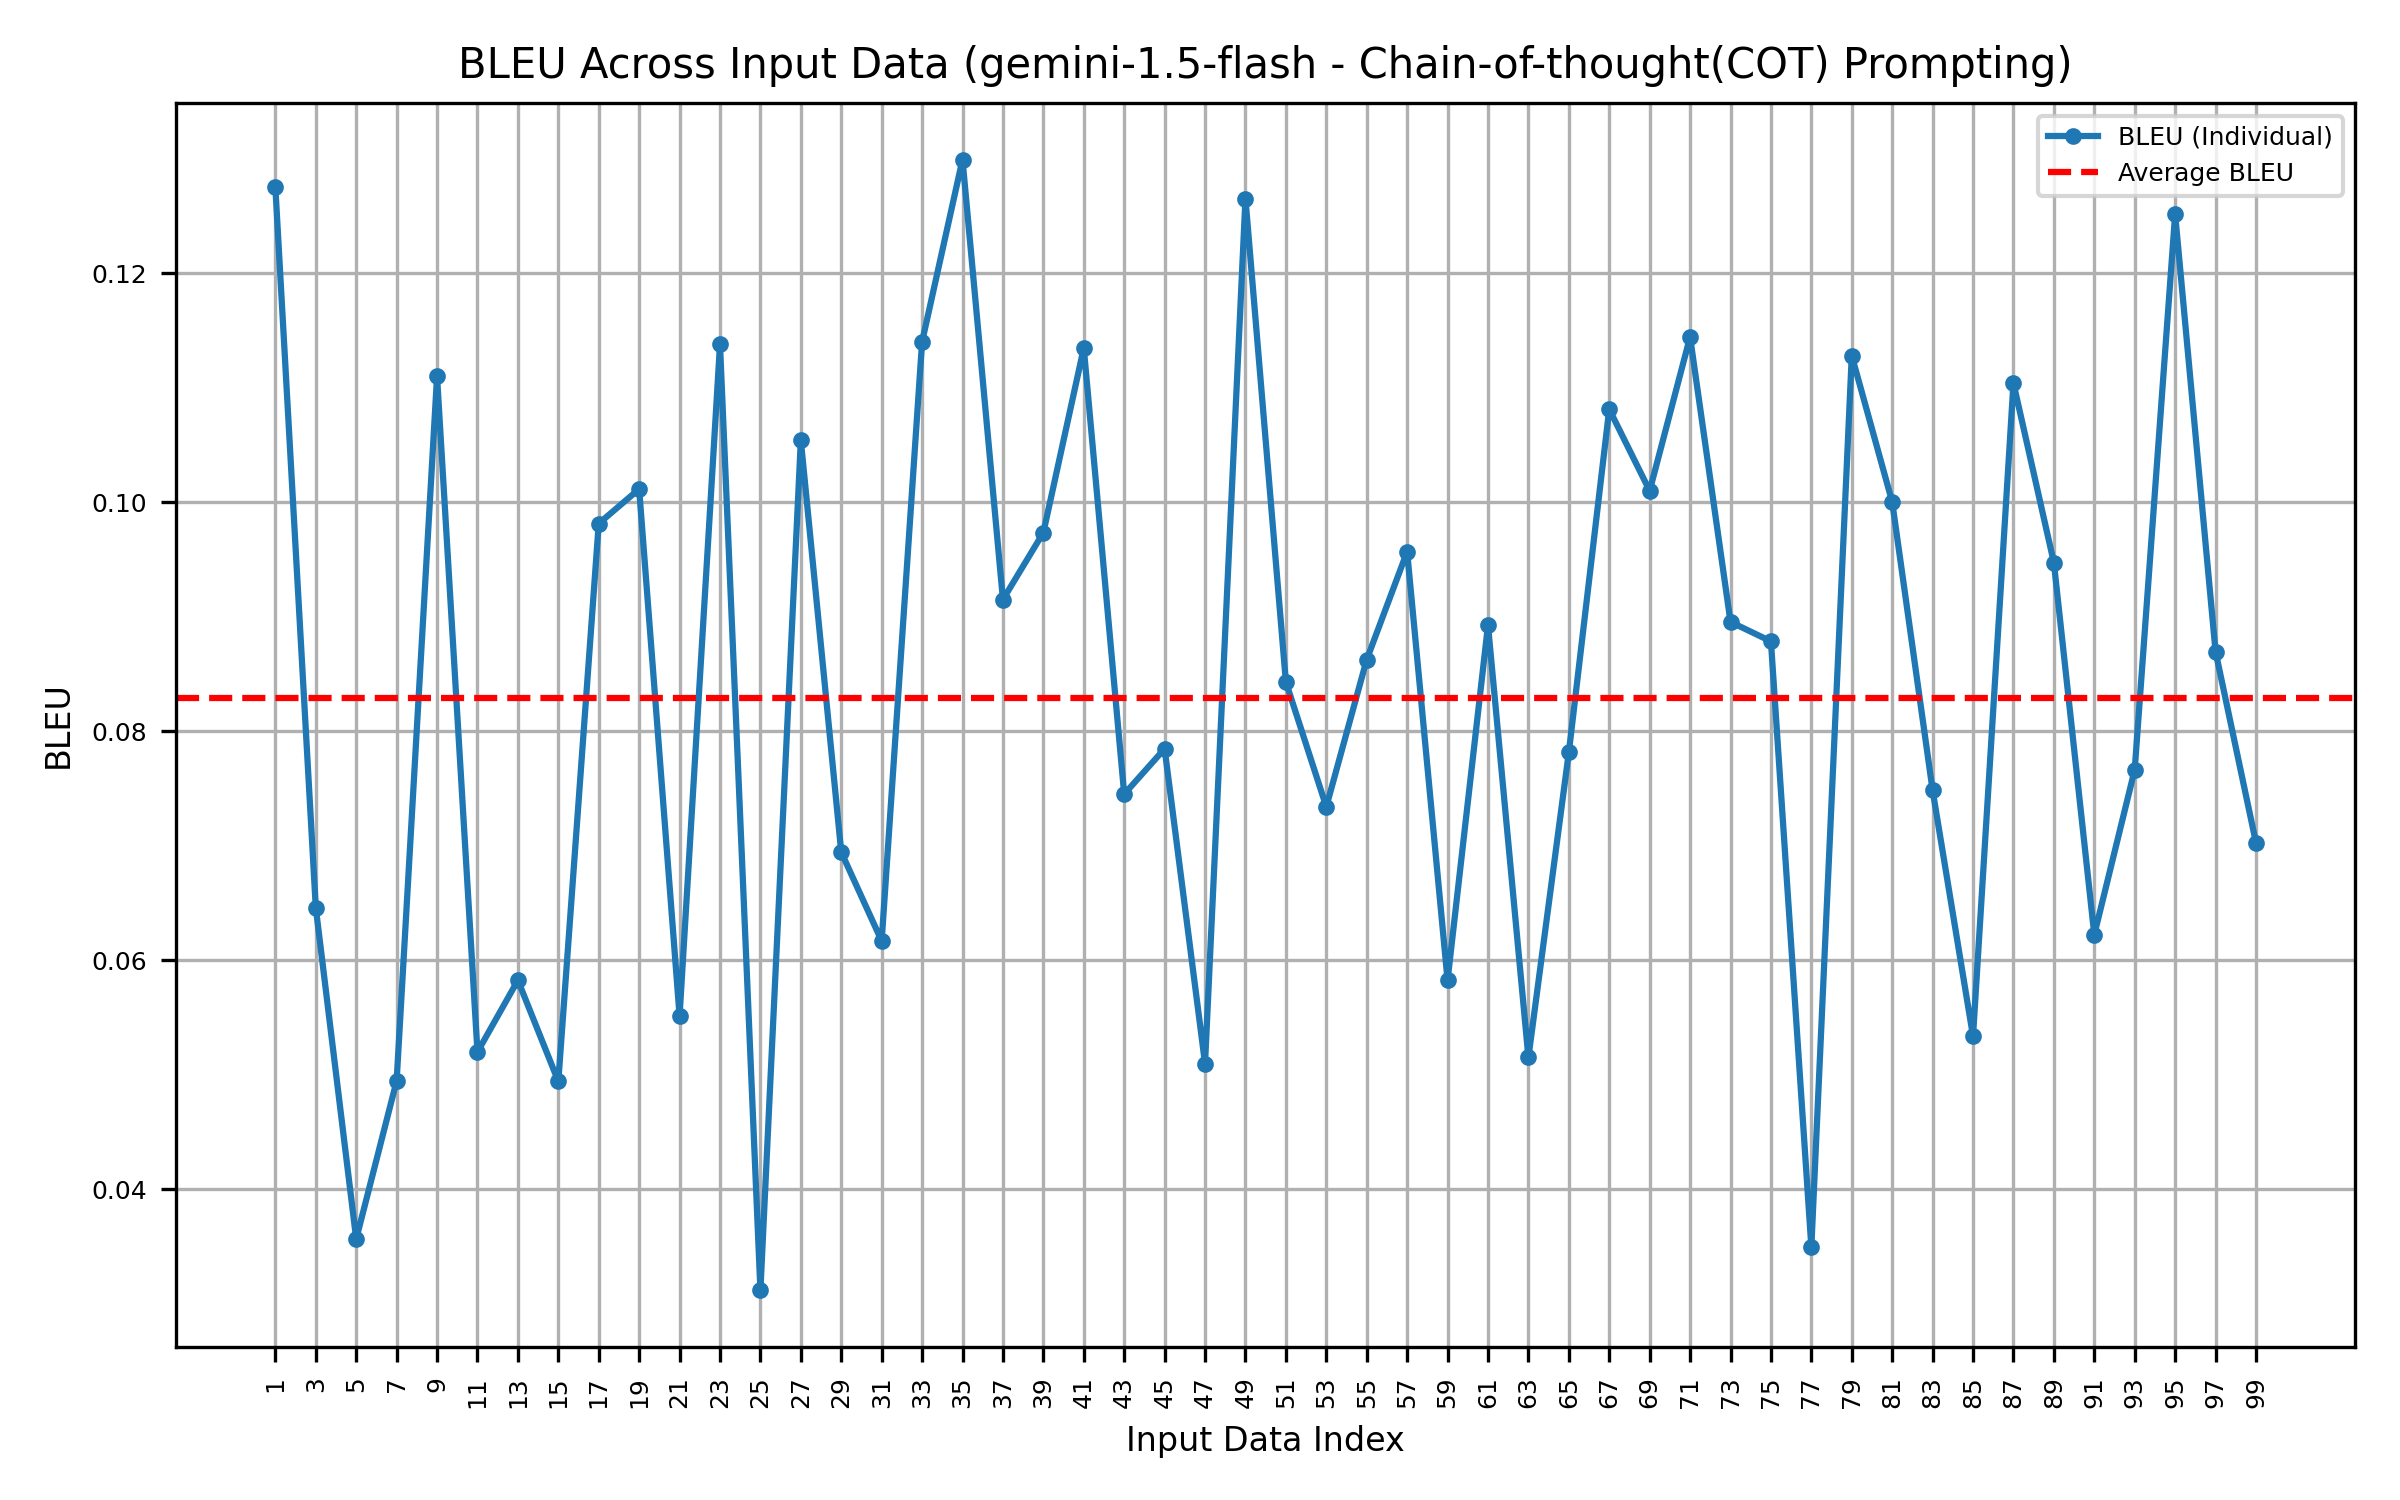 BLEU Across Input Data (gemini-1.5-flash - Chain-of-thought(COT) Prompting)
BLEU (Individual)
Average BLEU
0.12
0.10
0.08
0.06
0.04
BLEU
1 3 5 7 9 11 13 15 17 19 21 23 25 27 29 31 33 35 37 39 41 43 45 47 49 51 53 55 57 59 61 63 65 67 69 71 73 75 77 79 81 83 85 87 89 91 93 95 97 99
Input Data Index